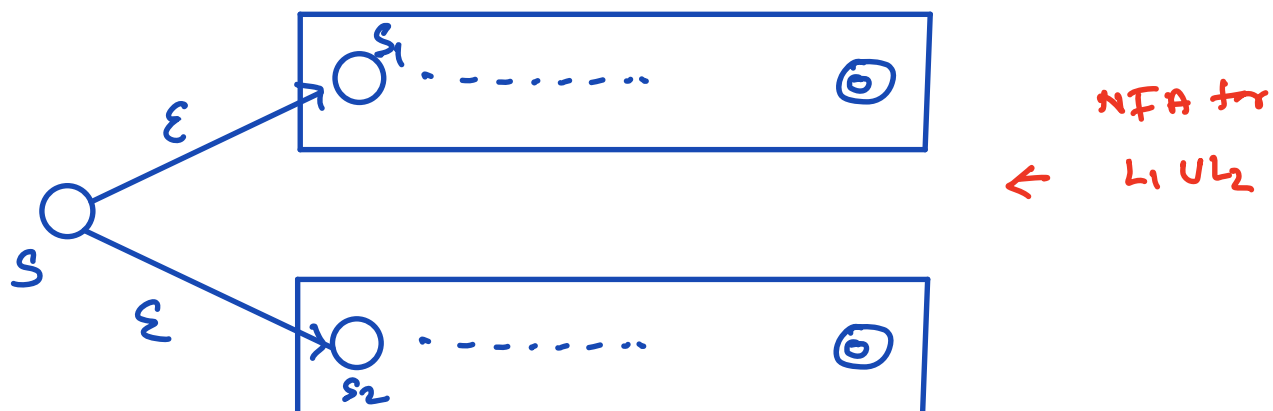 S1
ε
NFA for
L1 ∪ L2
S
ε
S2